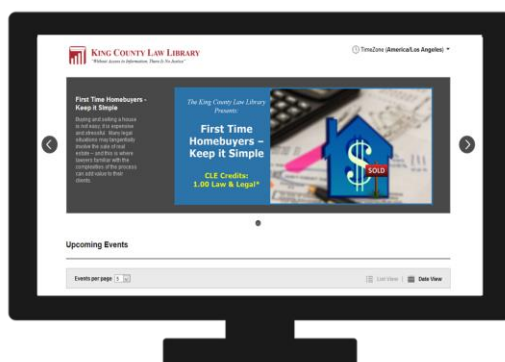 KING COUNTY LAW LIBRARY
"Without Access to Information, There Is No Justice"
TimeZone (America/Los Angeles)
First Time Homebuyers -
Keep it Simple
Buying and selling a house
is not easy; it is expensive
and stressful. Many legal
situations may tangentially
involve the sale of real
estate – and this is where
lawyers familiar with the
complexities of the process
can add value to their
clients.
The King County Law Library
Presents:
First Time
Homebuyers –
Keep it Simple
CLE Credits:
1.00 Law & Legal*
SOLD
Upcoming Events
Events per page 5
List View | Date View